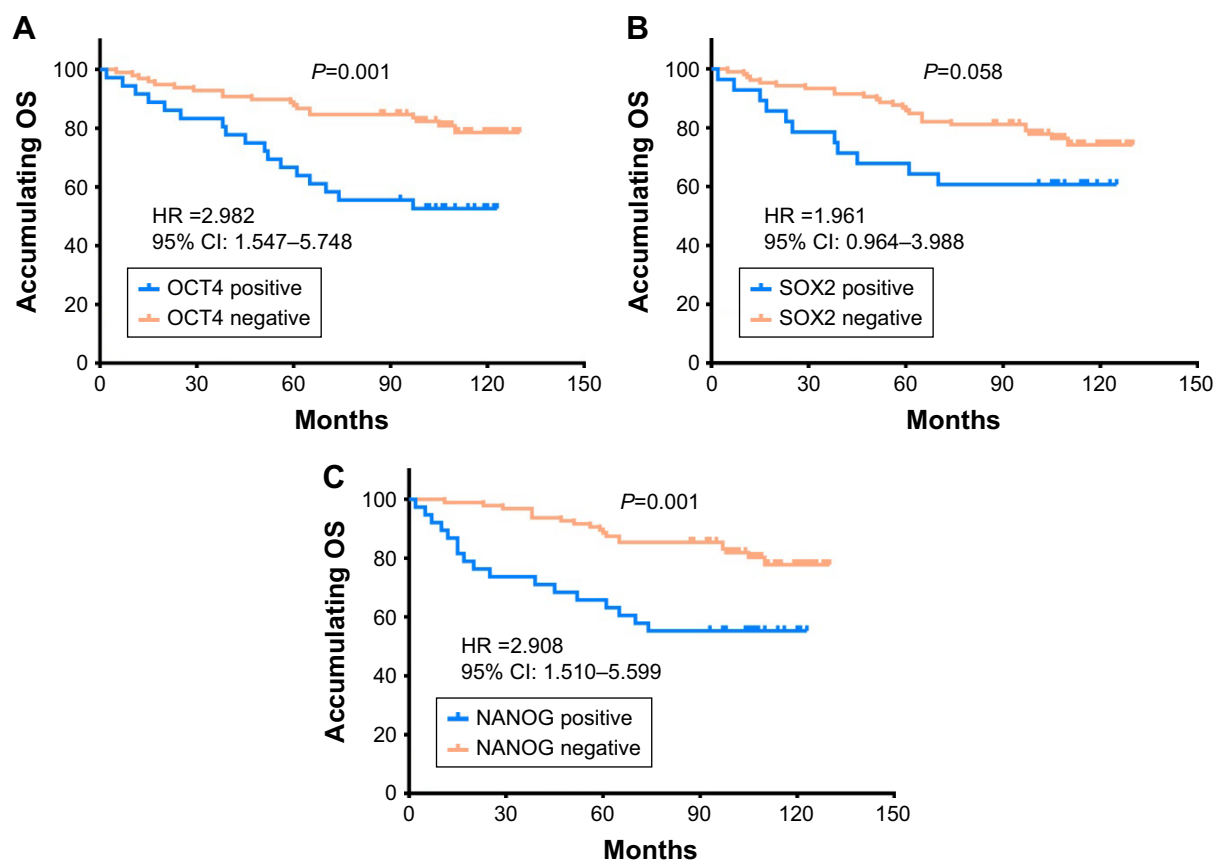 A
Accumulating OS
100
80
60
40
20
0
P=0.001
HR =2.982
95% CI: 1.547–5.748
OCT4 positive
OCT4 negative
0 30 60 90 120 150
Months
B
Accumulating OS
100
80
60
40
20
0
P=0.058
HR =1.961
95% CI: 0.964–3.988
SOX2 positive
SOX2 negative
0 30 60 90 120 150
Months
C
Accumulating OS
100
80
60
40
20
0
P=0.001
HR =2.908
95% CI: 1.510–5.599
NANOG positive
NANOG negative
0 30 60 90 120 150
Months